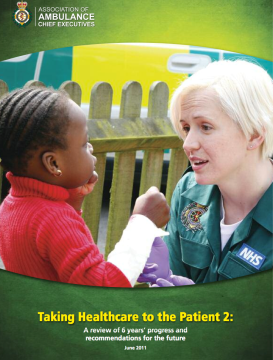 ASSOCIATION OF
AMBULANCE
CHIEF EXECUTIVES
NHS
Taking Healthcare to the Patient 2:
A review of 6 years' progress and
recommendations for the future
June 2011